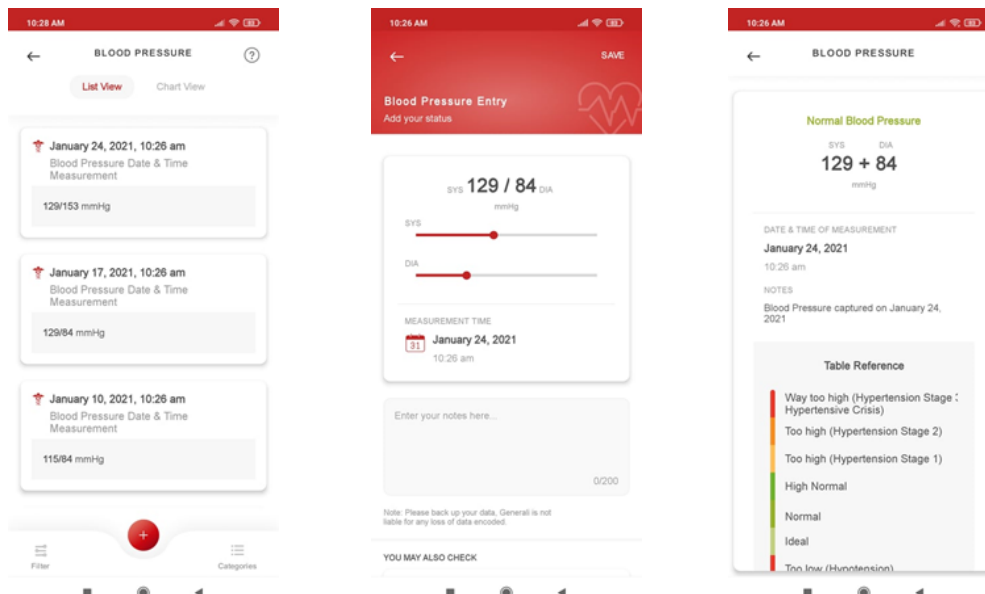 10:28 AM
BLOOD PRESSURE
?
List View
Chart View
January 24, 2021, 10:26 am
Blood Pressure Date & Time
Measurement
129/153 mmHg
January 17, 2021, 10:26 am
Blood Pressure Date & Time
Measurement
129/84 mmHg
January 10, 2021, 10:26 am
Blood Pressure Date & Time
Measurement
115/84 mmHg
+
Filter
Categories
10:26 AM
SAVE
Blood Pressure Entry
Add your status
SYS 129 / 84 DIA
mmHg
SYS
DIA
MEASUREMENT TIME
31
January 24, 2021
10:26 am
Enter your notes here...
0/200
Note: Please back up your data, Generali is not
liable for any loss of data encoded.
YOU MAY ALSO CHECK
10:26 AM
BLOOD PRESSURE
Normal Blood Pressure
SYS DIA
129 + 84
mmHg
DATE & TIME OF MEASUREMENT
January 24, 2021
10:26 am
NOTES
Blood Pressure captured on January 24,
2021
Table Reference
Way too high (Hypertension Stage
Hypertensive Crisis)
Too high (Hypertension Stage 2)
Too high (Hypertension Stage 1)
High Normal
Normal
Ideal
Too low (Hypotension)